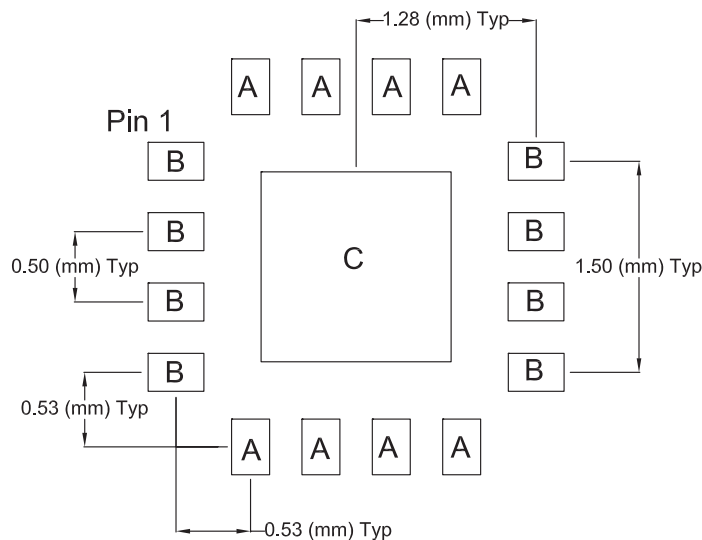 1.28 (mm) Typ
A A A A
Pin 1
B B
B B
C
0.50 (mm) Typ
1.50 (mm) Typ
B B
B B
0.53 (mm) Typ
A A A A
0.53 (mm) Typ